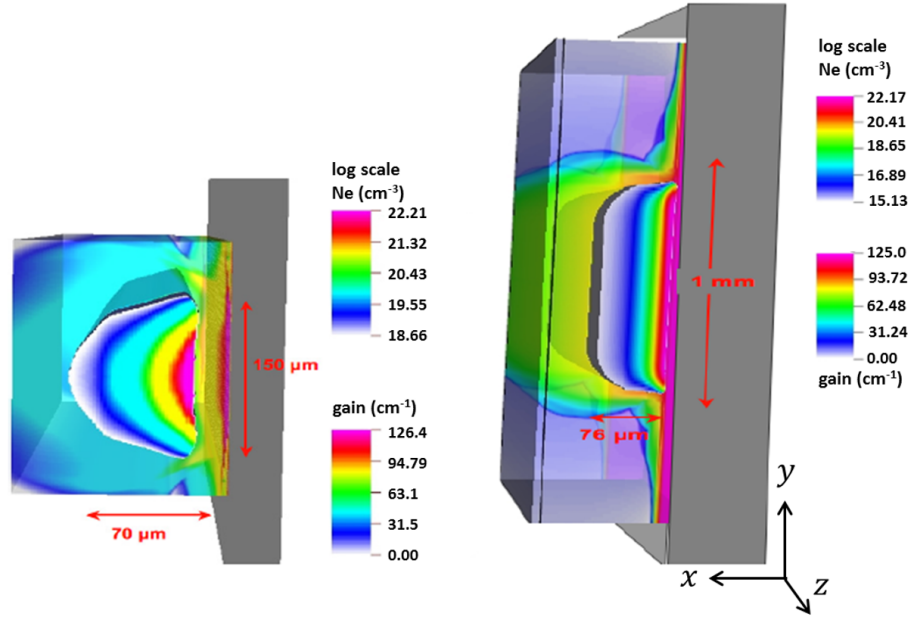 log scale
Ne (cm-3)
22.21
21.32
20.43
19.55
18.66
150 µm
gain (cm-1)
126.4
94.79
63.1
31.5
0.00
70 µm
log scale
Ne (cm-3)
22.17
20.41
18.65
16.89
15.13
1 mm
125.0
93.72
62.48
31.24
0.00
gain (cm-1)
76 µm
y
x
z